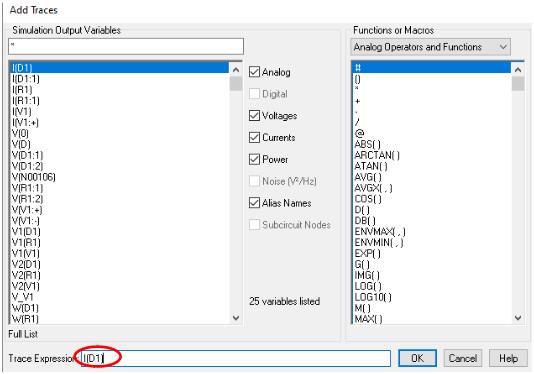 Add Traces
Simulation Output Variables
*
I(D1)
I(D1:1)
I(R1)
I(R1:1)
I(V1)
I(V1:+)
V(0)
V(D)
V(D1:1)
V(D1:2)
V(N00106)
V(R1:1)
V(R1:2)
V(V1:+)
V(V1:-)
V1(D1)
V1(R1)
V1(V1)
V2(D1)
V2(R1)
V2(V1)
V_V1
W(D1)
W(R1)
Analog
Digital
Voltages
Currents
Power
Noise (V²/Hz)
Alias Names
Subcircuit Nodes
25 variables listed
Functions or Macros
Analog Operators and Functions
#
()
*
+
-
/
@
ABS( )
ARCTAN( )
ATAN( )
AVG( )
AVGX( , )
COS( )
D( )
DB( )
ENVMAX( , )
ENVMIN( , )
EXP( )
G( )
IMG( )
LOG( )
LOG10( )
M( )
MAX( )
Full List
Trace Expression: I(D1)
OK Cancel Help